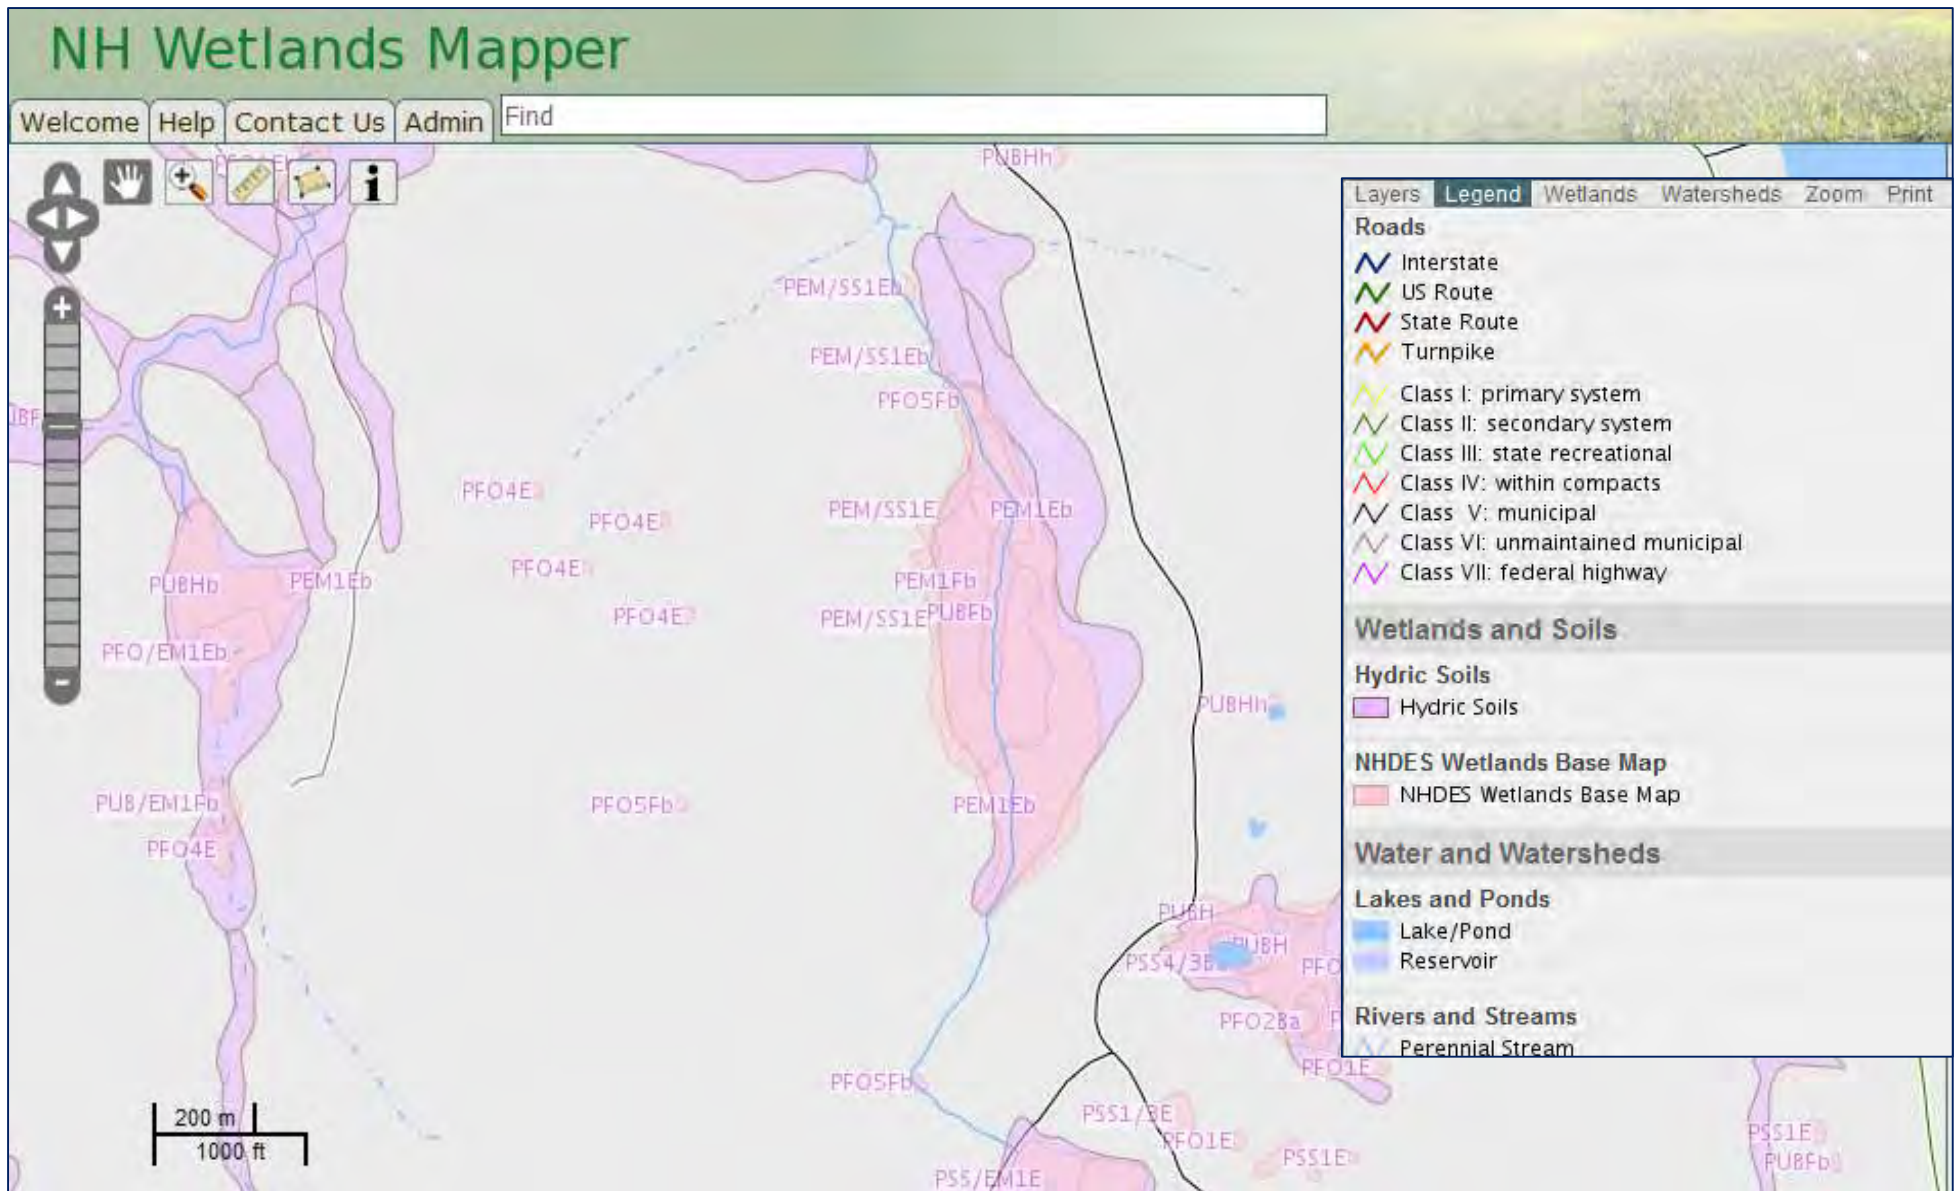 NH Wetlands Mapper
Welcome Help Contact Us Admin Find
PUBHh
Layers Legend Wetlands Watersheds Zoom Print
Roads
Interstate
US Route
State Route
Turnpike
Class I: primary system
Class II: secondary system
Class III: state recreational
Class IV: within compacts
Class V: municipal
Class VI: unmaintained municipal
Class VII: federal highway
Wetlands and Soils
Hydric Soils
Hydric Soils
NHDES Wetlands Base Map
NHDES Wetlands Base Map
Water and Watersheds
Lakes and Ponds
Lake/Pond
Reservoir
Rivers and Streams
Perennial Stream
PEM/SS1Eb
PEM/SS1Eb
PFO5Fb
PFO4E
PFO4E
PEM/SS1E
PEM1Eb
PFO4E
PUBHb
PEM1Eb
PEM1Fb
PFO4E
PEM/SS1E
PUBFb
PFO/EM1Eb
PUBHh
PUB/EM1Fb
PFO5Fb
PEM1Eb
PFO4E
PUBH
PUBH
PSS4/3B
PFO
PFO2Ba
PFO1E
PFO5Fb
200 m
1000 ft
PSS1/3E
PFO1E
PSS1E
PSS1E
PUBFb
PSS/EM1E